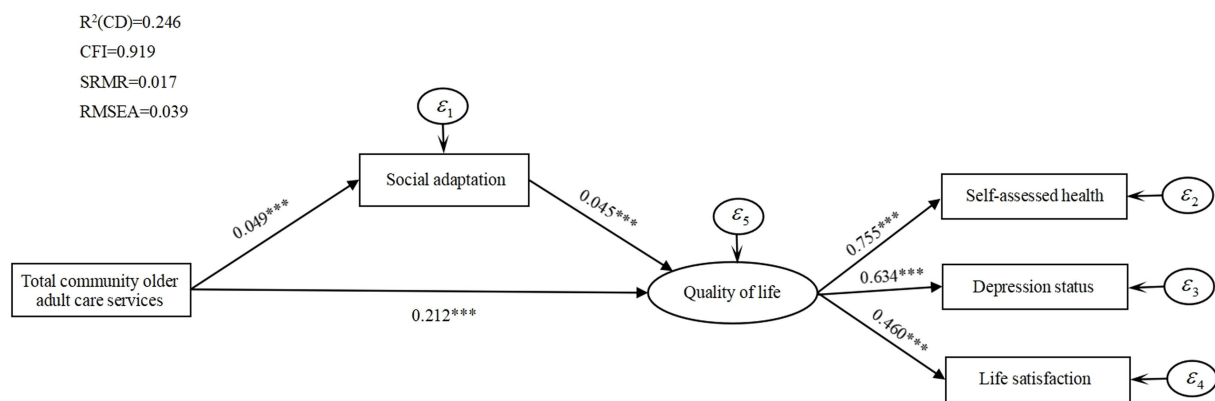 R²(CD)=0.246
CFI=0.919
SRMR=0.017
RMSEA=0.039
ε₁
Social adaptation
0.049***
0.045***
ε₅
Total community older
adult care services
0.212***
Quality of life
0.755***
0.634***
0.460***
Self-assessed health
ε₂
Depression status
ε₃
Life satisfaction
ε₄